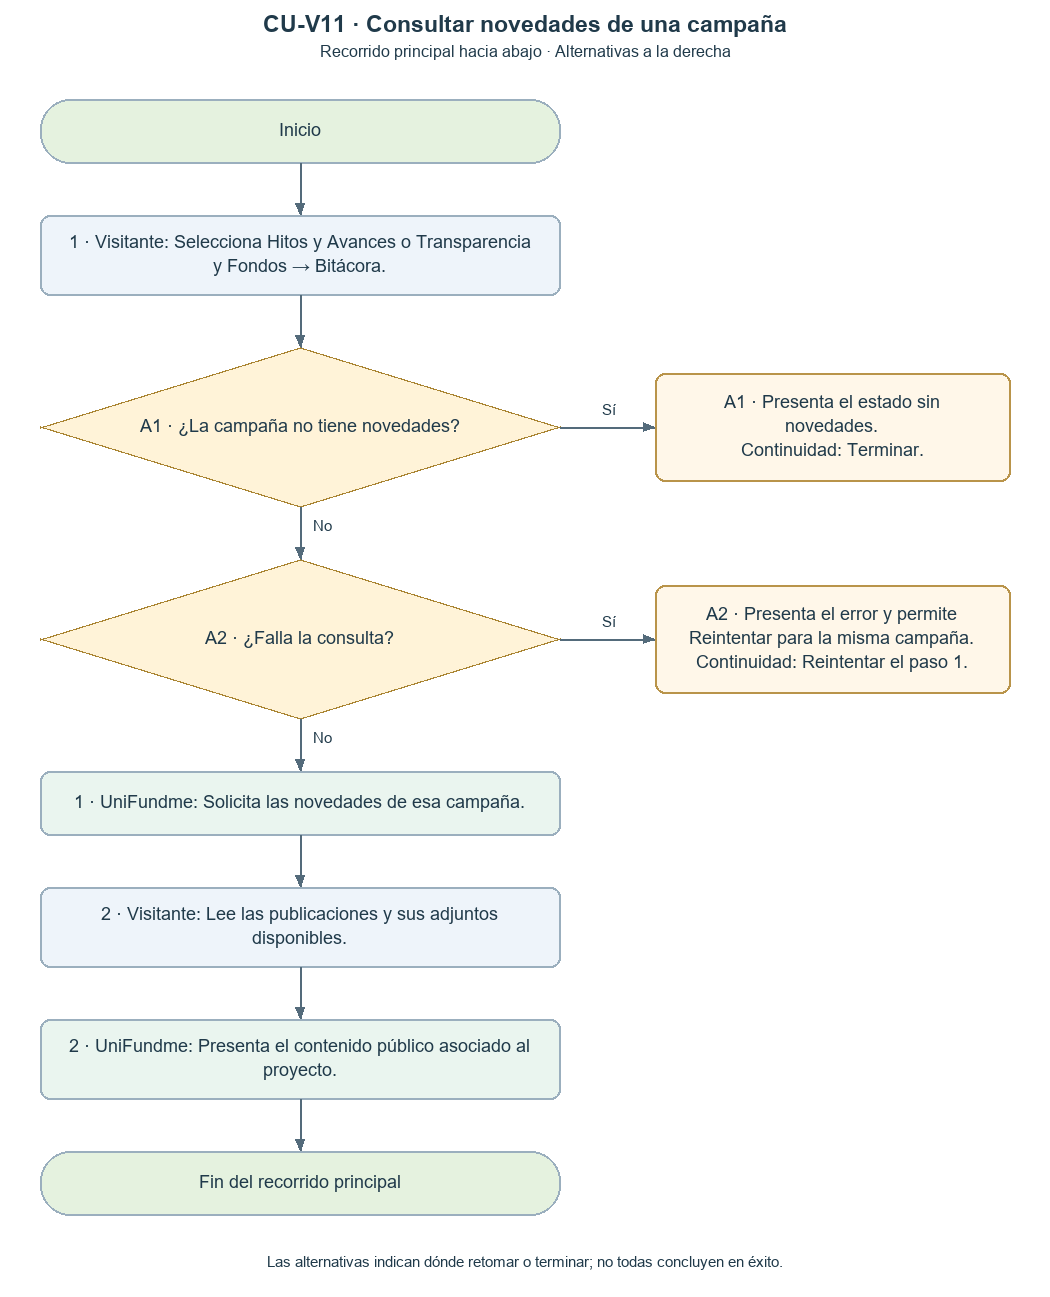 CU-V11 · Consultar novedades de una campaña
Recorrido principal hacia abajo · Alternativas a la derecha
Inicio
1 · Visitante: Selecciona Hitos y Avances o Transparencia
y Fondos → Bitácora.
A1 · ¿La campaña no tiene novedades?
Sí
A1 · Presenta el estado sin
novedades.
Continuidad: Terminar.
No
A2 · ¿Falla la consulta?
Sí
A2 · Presenta el error y permite
Reintentar para la misma campaña.
Continuidad: Reintentar el paso 1.
No
1 · UniFundme: Solicita las novedades de esa campaña.
2 · Visitante: Lee las publicaciones y sus adjuntos
disponibles.
2 · UniFundme: Presenta el contenido público asociado al
proyecto.
Fin del recorrido principal
Las alternativas indican dónde retomar o terminar; no todas concluyen en éxito.